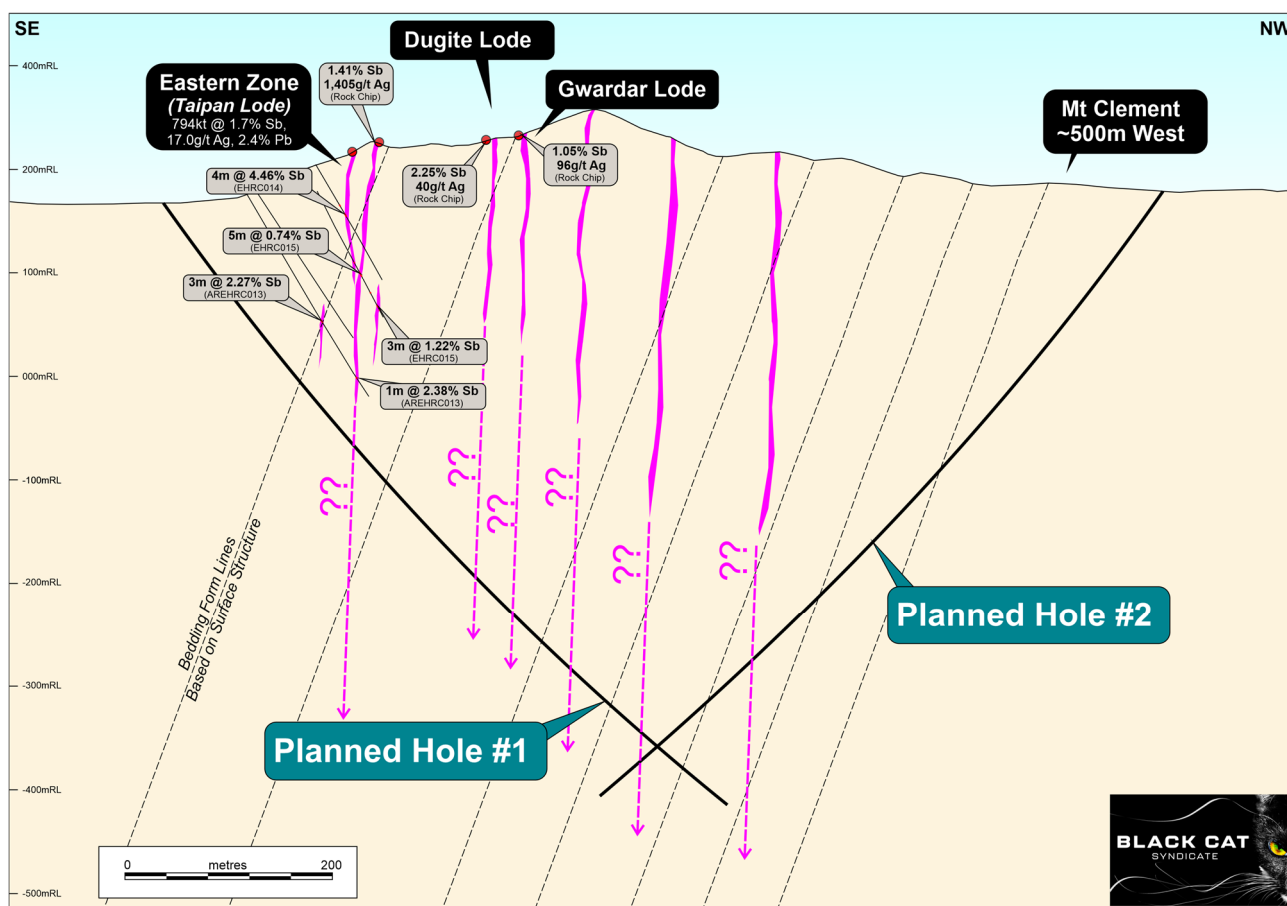 SE
NW
400mRL
200mRL
100mRL
000mRL
-100mRL
-200mRL
-300mRL
-400mRL
-500mRL
Eastern Zone
(Taipan Lode)
794kt @ 1.7% Sb,
17.0g/t Ag, 2.4% Pb
1.41% Sb
1,405g/t Ag
(Rock Chip)
Dugite Lode
Gwardar Lode
Mt Clement
~500m West
2.25% Sb
40g/t Ag
(Rock Chip)
1.05% Sb
96g/t Ag
(Rock Chip)
4m @ 4.46% Sb
(EHRC014)
5m @ 0.74% Sb
(EHRC015)
3m @ 2.27% Sb
(AREHRC013)
3m @ 1.22% Sb
(EHRC015)
1m @ 2.38% Sb
(AREHRC013)
??
??
??
??
??
??
Bedding Form Lines
Based on Surface Structure
Planned Hole #1
Planned Hole #2
0 metres 200
BLACK CAT
SYNDICATE